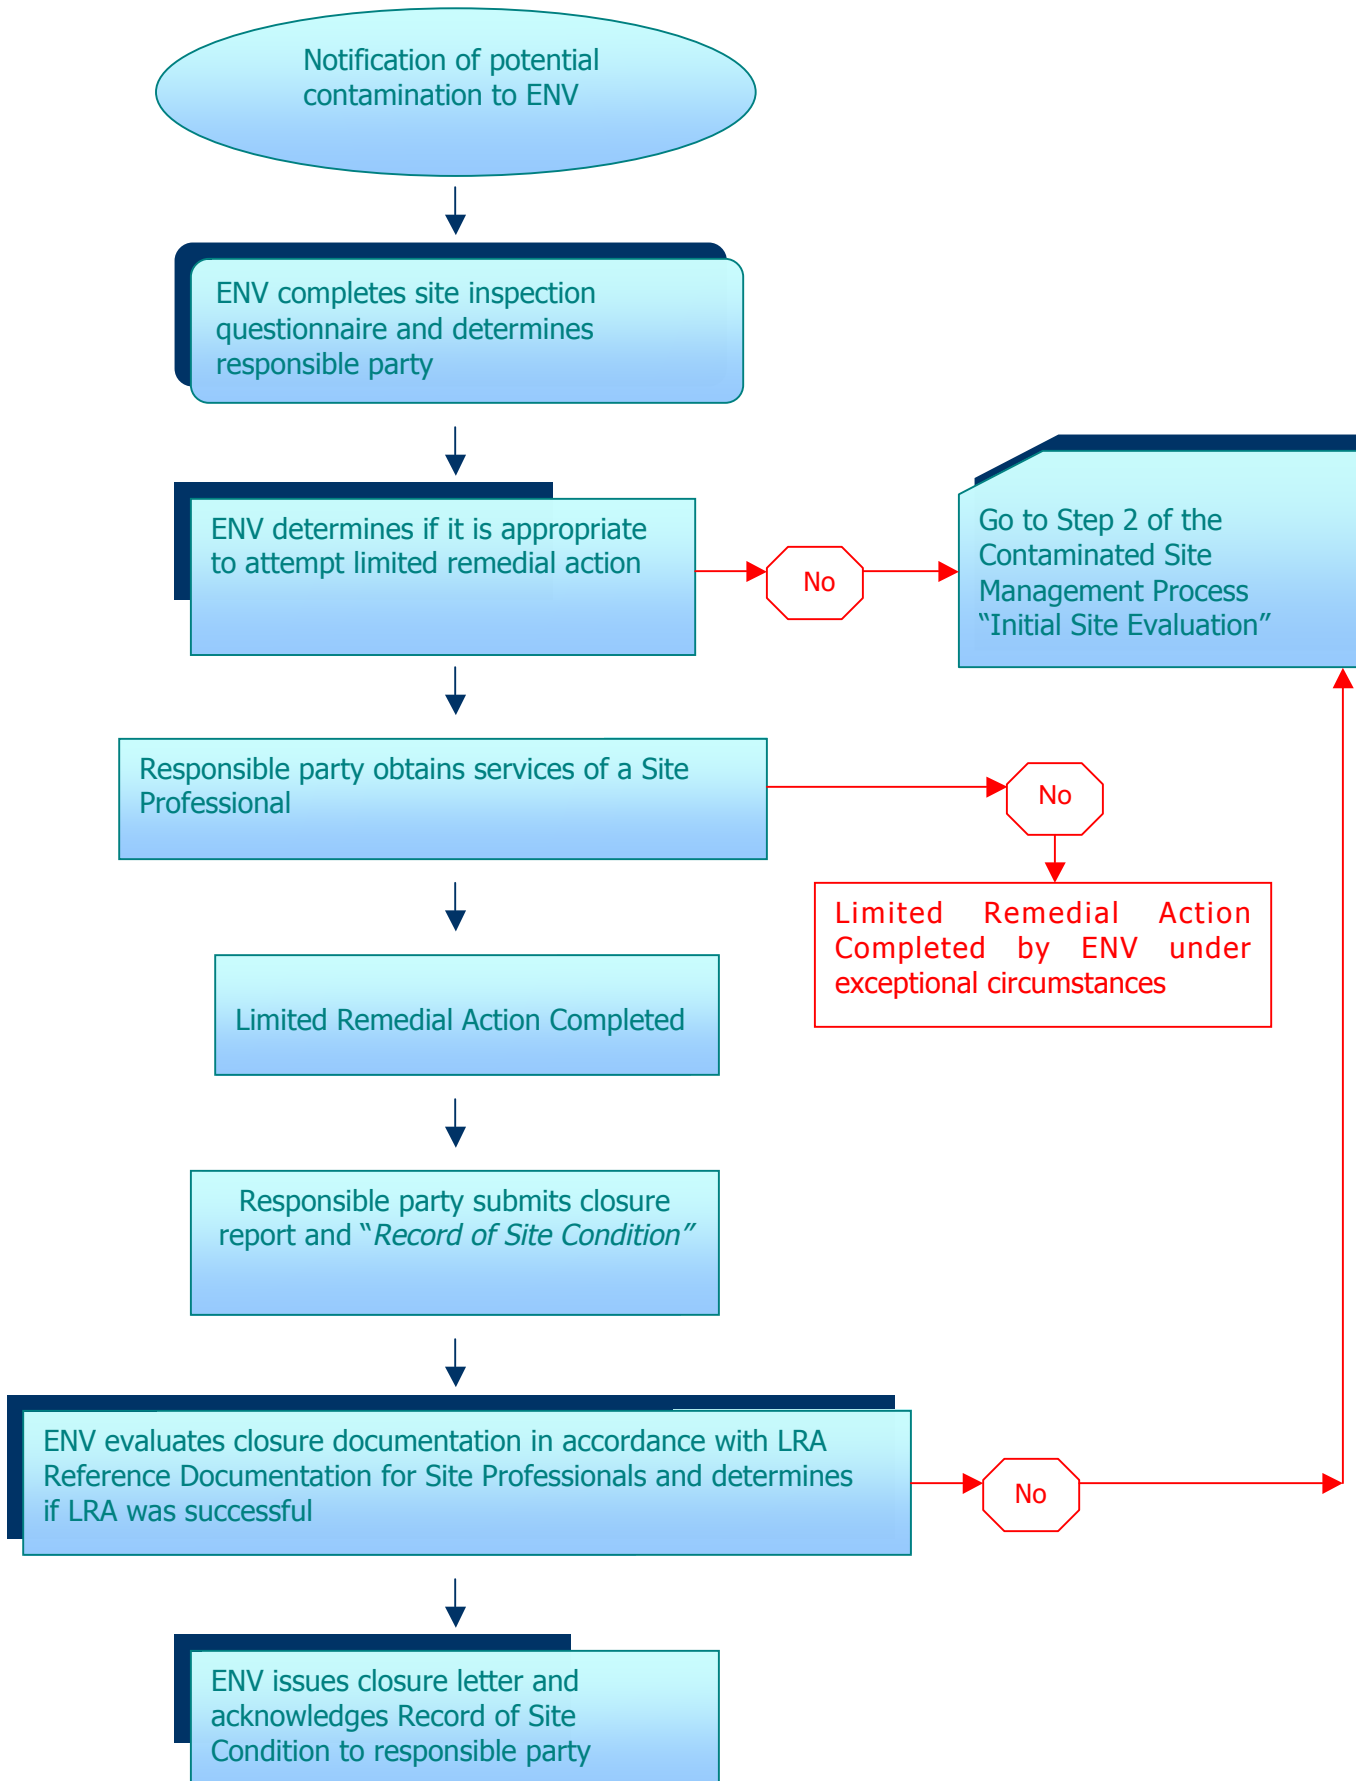 Notification of potential
contamination to ENV
ENV completes site inspection
questionnaire and determines
responsible party
ENV determines if it is appropriate
to attempt limited remedial action
No
Go to Step 2 of the
Contaminated Site
Management Process
“Initial Site Evaluation”
Responsible party obtains services of a Site
Professional
No
Limited Remedial Action
Completed by ENV under
exceptional circumstances
Limited Remedial Action Completed
Responsible party submits closure
report and “Record of Site Condition”
ENV evaluates closure documentation in accordance with LRA
Reference Documentation for Site Professionals and determines
if LRA was successful
No
ENV issues closure letter and
acknowledges Record of Site
Condition to responsible party